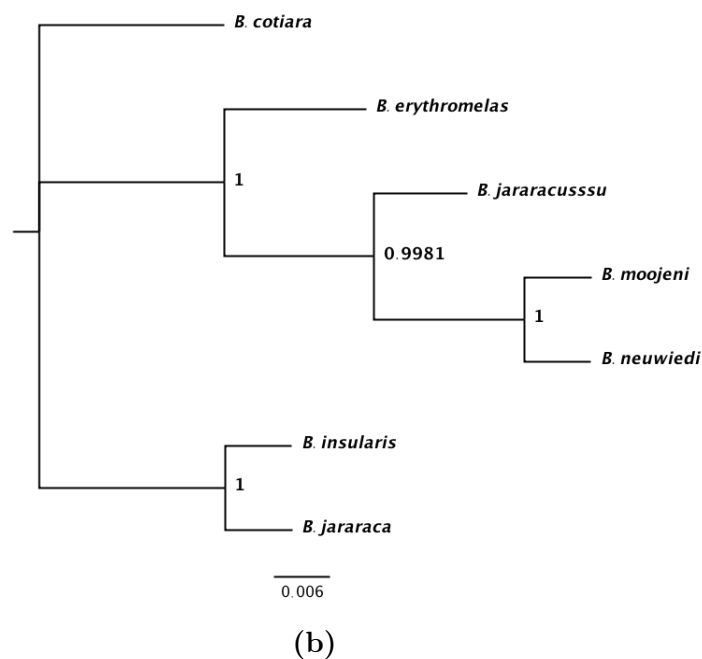 B. cotiara
B. erythromelas
1
B. jararacusssu
0.9981
B. moojeni
1
B. neuwiedi
B. insularis
1
B. jararaca
0.006
(b)